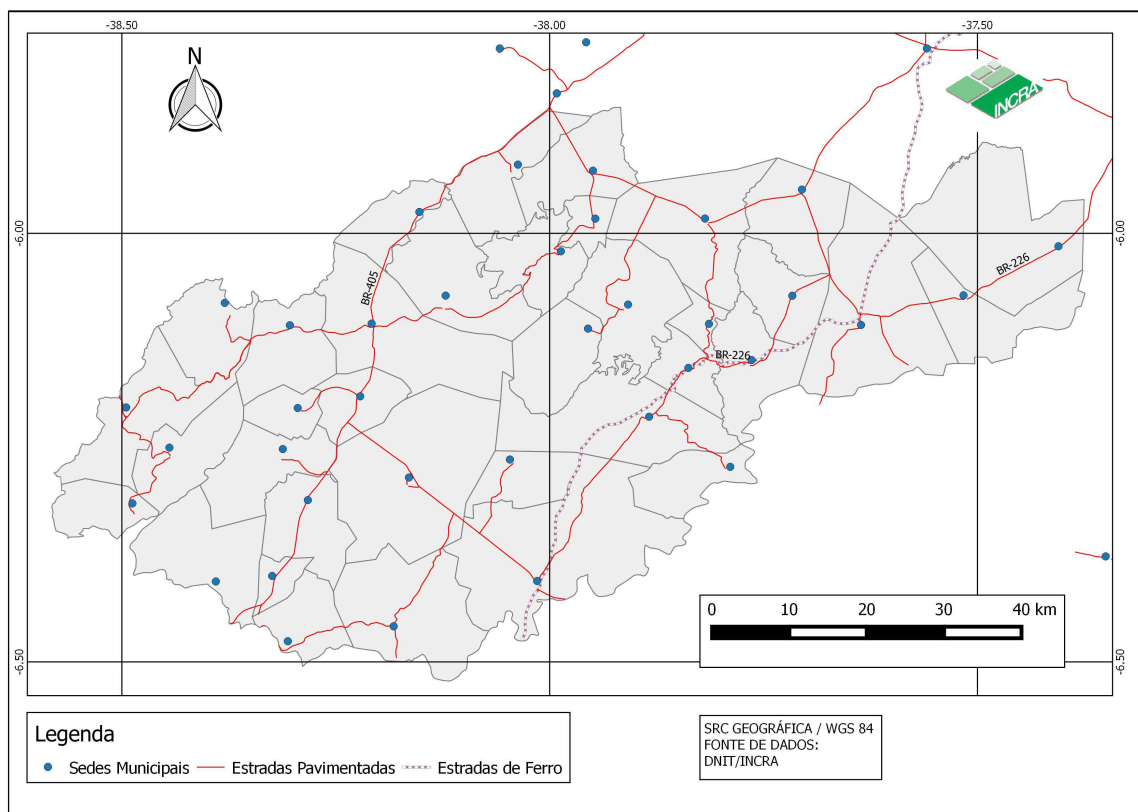 -38.50
-38.00
-37.50
N
INCRA
-6.00
-6.00
BR-405
BR-226
BR-226
0 10 20 30 40 km
-6.50
-6.50
Legenda
Sedes Municipais Estradas Pavimentadas Estradas de Ferro
SRC GEOGRÁFICA / WGS 84
FONTE DE DADOS:
DNIT/INCRA